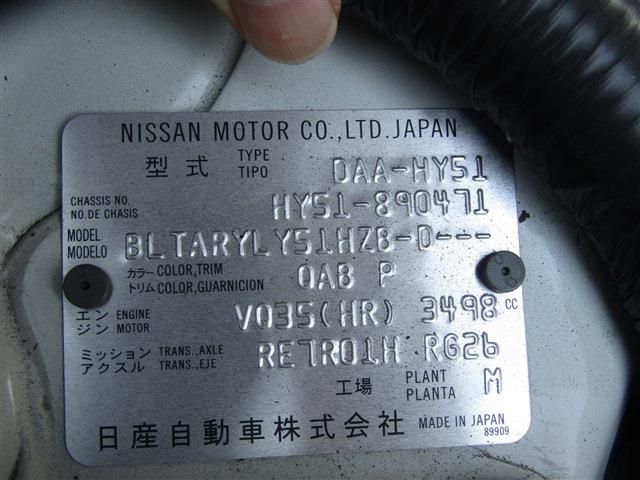 NISSAN MOTOR CO.,LTD. JAPAN
型式 TYPE TIPO DAA-HY51
CHASSIS NO. NO.DE CHASIS HY51-890471
MODEL MODELO BLTARYLY51HZB-D---
カラー COLOR,TRIM トリム COLOR,GUARNICION QAB P
エンジン ENGINE MOTOR VQ35(HR) 3498 cc
ミッション TRANS.,AXLE アクスル TRANS.,EJE RE7R01H RG26
工場 PLANT PLANTA M
日産自動車株式会社 MADE IN JAPAN
89909